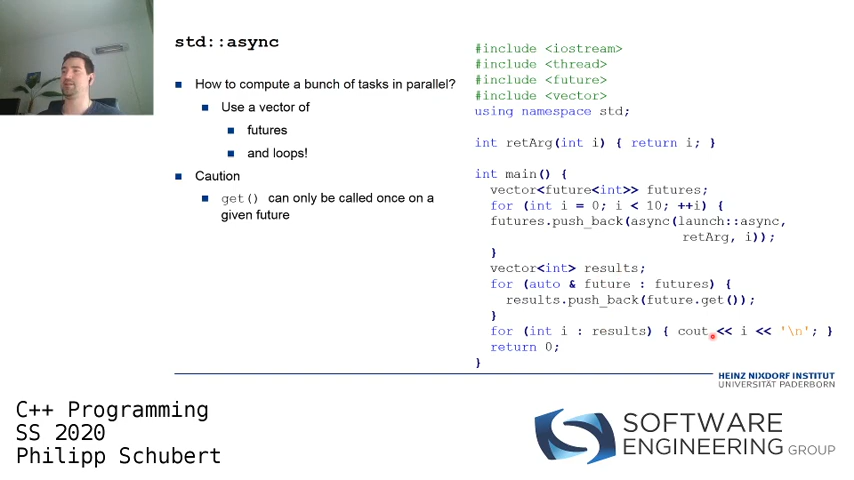 std::async
How to compute a bunch of tasks in parallel?
Use a vector of
futures
and loops!
Caution
get() can only be called once on a
given future
#include <iostream>
#include <thread>
#include <future>
#include <vector>
using namespace std;
int retArg(int i) { return i; }
int main() {
vector<future<int>> futures;
for (int i = 0; i < 10; ++i) {
futures.push_back(async(launch::async,
retArg, i));
}
vector<int> results;
for (auto & future : futures) {
results.push_back(future.get());
}
for (int i : results) { cout << i << '\n'; }
return 0;
}
HEINZ NIXDORF INSTITUT
UNIVERSITÄT PADERBORN
C++ Programming
SS 2020
Philipp Schubert
SOFTWARE
ENGINEERING GROUP